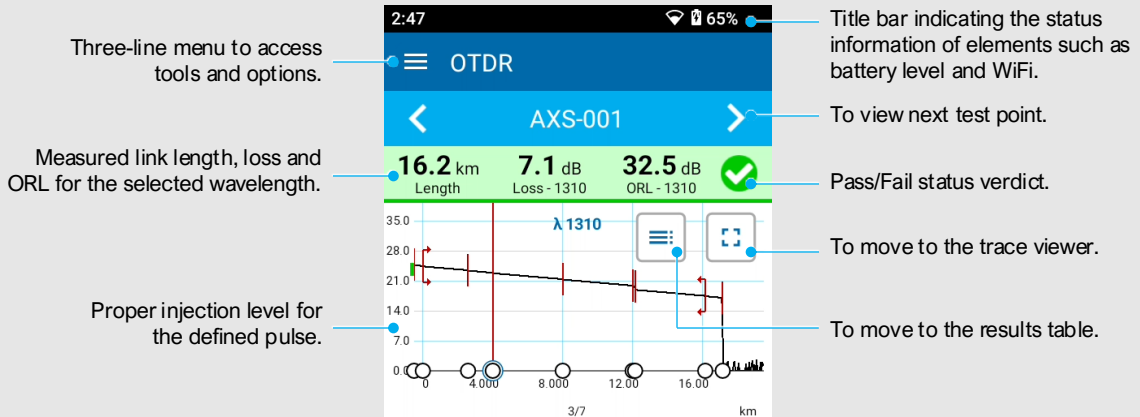 Three-line menu to access
tools and options.
Measured link length, loss and
ORL for the selected wavelength.
Proper injection level for
the defined pulse.
2:47
65%
OTDR
AXS-001
16.2 km
7.1 dB
32.5 dB
Length
Loss - 1310
ORL - 1310
λ 1310
35.0
28.0
21.0
14.0
7.0
0.0
0
4.000
8.000
12.00
16.00
3/7
km
Title bar indicating the status
information of elements such as
battery level and WiFi.
To view next test point.
Pass/Fail status verdict.
To move to the trace viewer.
To move to the results table.